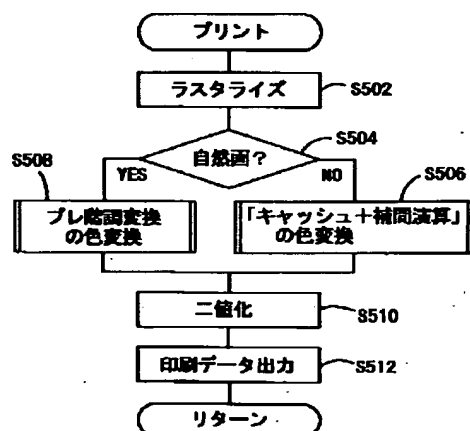 プリント
ラスタライズ
S502
自然画?
S504
S508
YES
NO
S506
プレ階調変換
の色変換
「キャッシュ+補間演算」
の色変換
二値化
S510
印刷データ出力
S512
リターン